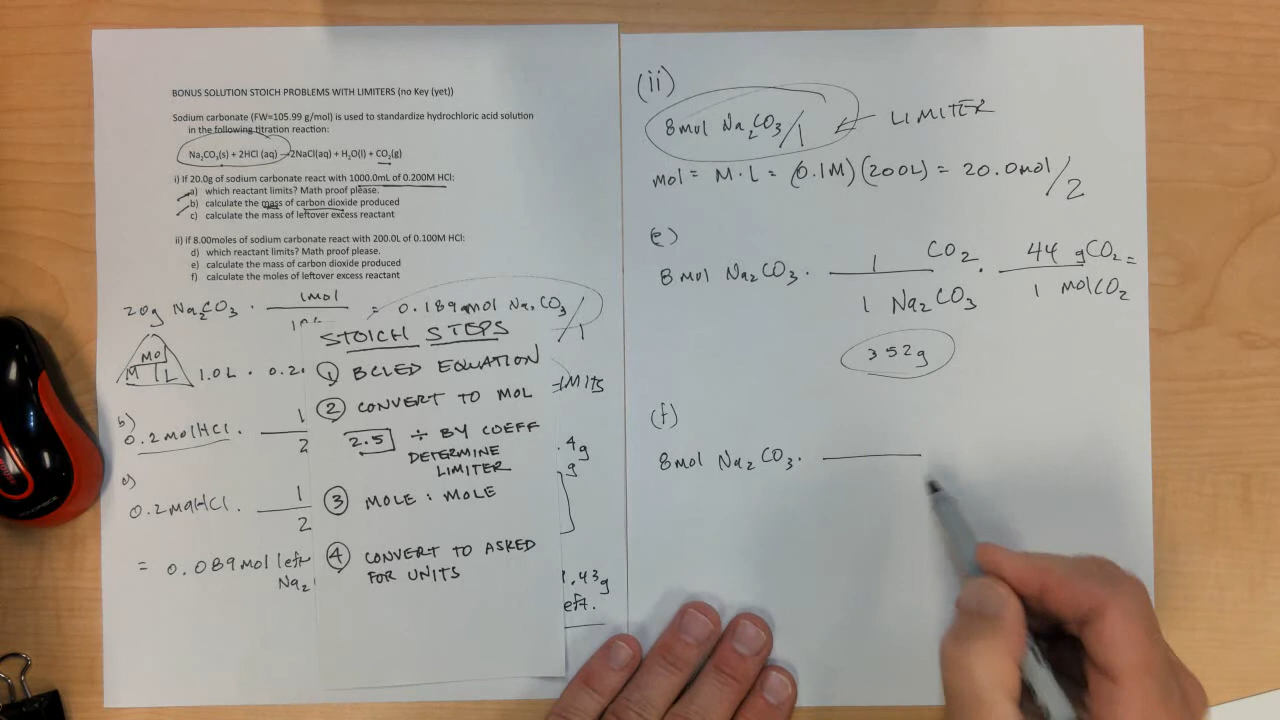 BONUS SOLUTION STOICH PROBLEMS WITH LIMITERS (no Key (yet))
Sodium carbonate (FW=105.99 g/mol) is used to standardize hydrochloric acid solution
in the following titration reaction:
Na₂CO₃(s) + 2HCl (aq) →2NaCl(aq) + H₂O(l) + CO₂(g)
i) If 20.0g of sodium carbonate react with 1000.0mL of 0.200M HCl:
a) which reactant limits? Math proof please.
b) calculate the mass of carbon dioxide produced
c) calculate the mass of leftover excess reactant
ii) if 8.00moles of sodium carbonate react with 200.0L of 0.100M HCl:
d) which reactant limits? Math proof please.
e) calculate the mass of carbon dioxide produced
f) calculate the moles of leftover excess reactant
20g Na₂CO₃ · 1mol = 0.189mol Na₂CO₃/1
MOL
M L 1.0L · 0.2
LIMITS
b)
0.2molHCl · 1
2
.4g
g
c)
0.2molHCl · 1
2
= 0.089mol left
Na₂
.43g
left.
STOICH STEPS
① BCLED EQUATION
② CONVERT TO MOL
2.5 ÷ BY COEFF
DETERMINE
LIMITER
③ MOLE : MOLE
④ CONVERT TO ASKED
FOR UNITS
(ii)
8mol Na₂CO₃/1 ← LIMITER
mol = M·L = (0.1M)(200L) = 20.0mol/2
(e)
8mol Na₂CO₃ · 1 CO₂ · 44 gCO₂ =
1 Na₂CO₃ 1 molCO₂
352g
(f)
8mol Na₂CO₃ ·